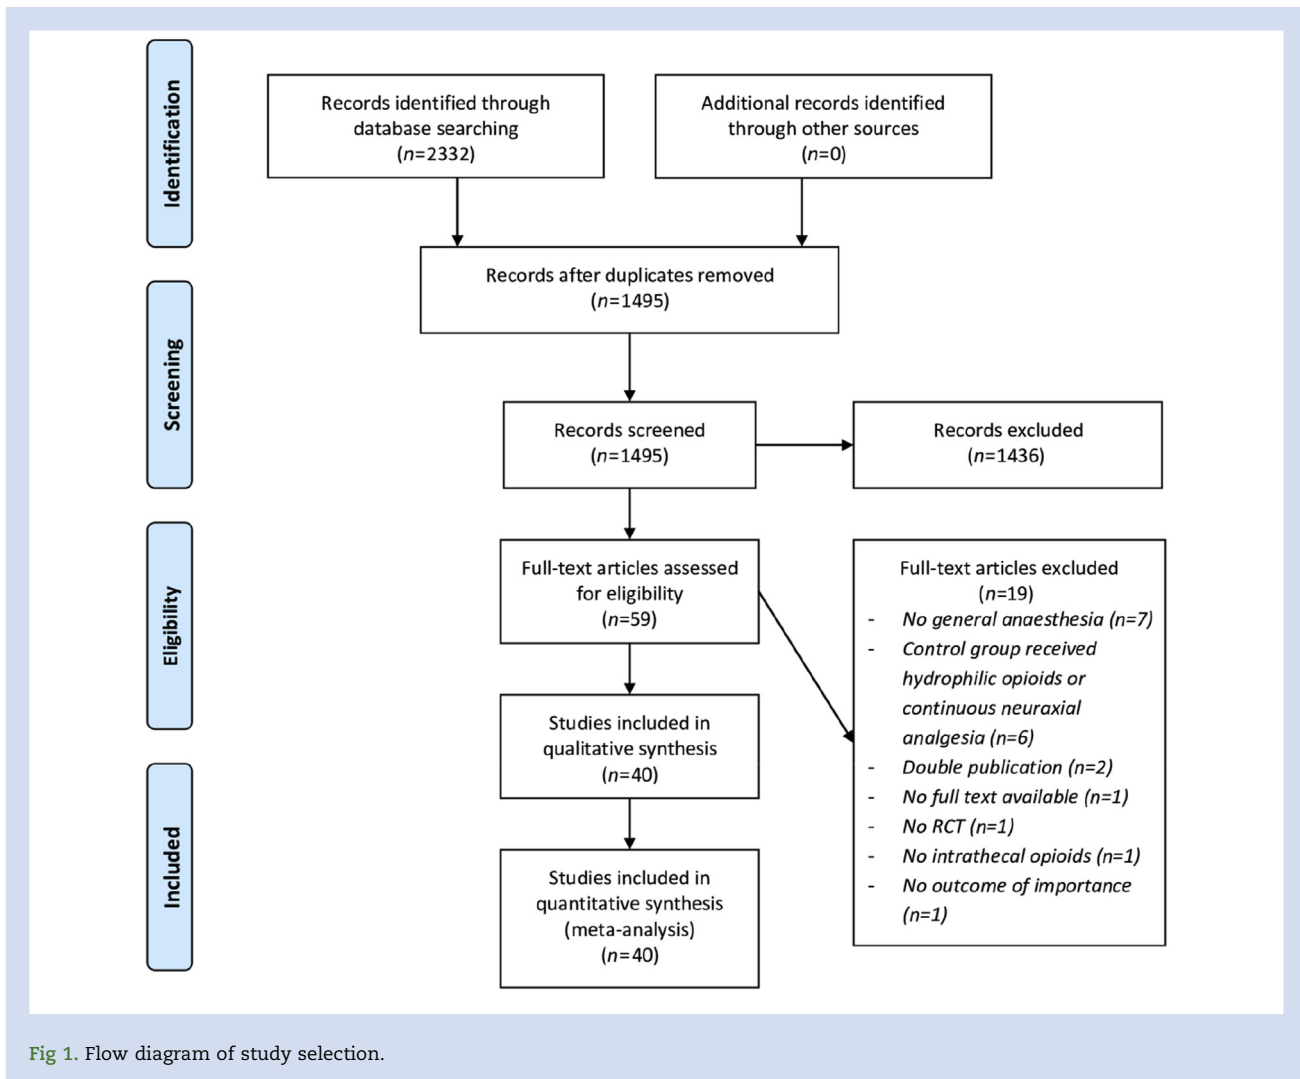 Identification
Records identified through
database searching
(n=2332)
Additional records identified
through other sources
(n=0)
Records after duplicates removed
(n=1495)
Screening
Records screened
(n=1495)
Records excluded
(n=1436)
Eligibility
Full-text articles assessed
for eligibility
(n=59)
Full-text articles excluded
(n=19)
- No general anaesthesia (n=7)
- Control group received
hydrophilic opioids or
continuous neuraxial
analgesia (n=6)
- Double publication (n=2)
- No full text available (n=1)
- No RCT (n=1)
- No intrathecal opioids (n=1)
- No outcome of importance
(n=1)
Studies included in
qualitative synthesis
(n=40)
Included
Studies included in
quantitative synthesis
(meta-analysis)
(n=40)
Fig 1. Flow diagram of study selection.